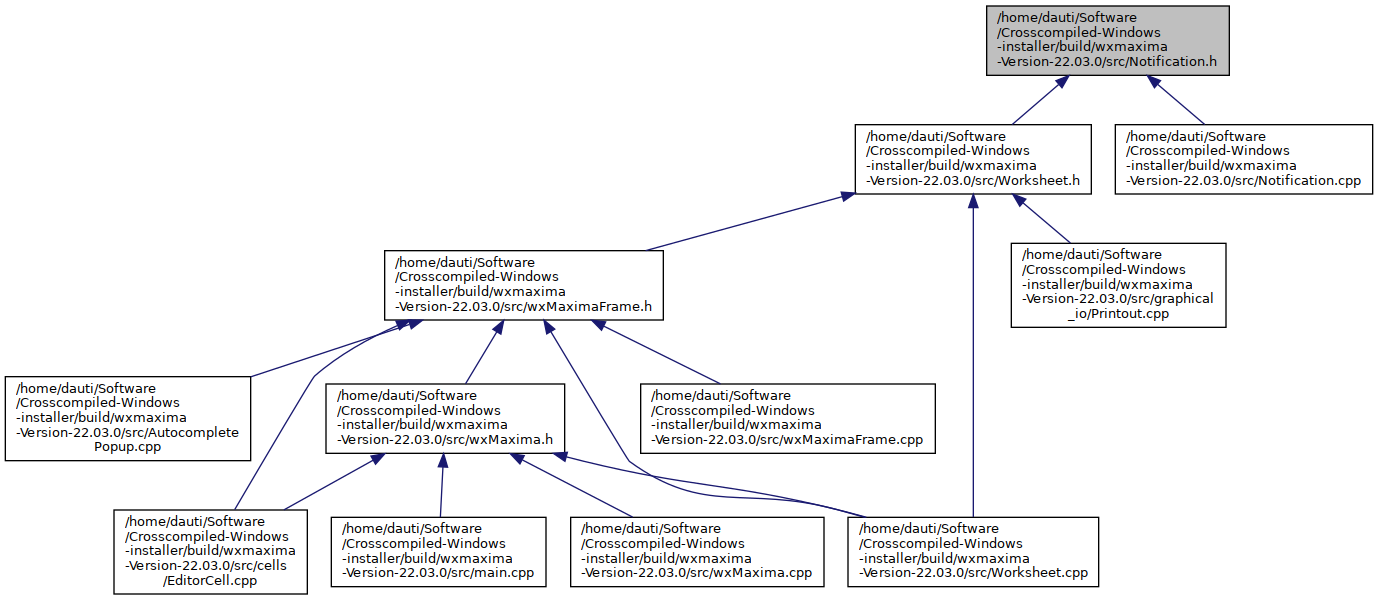 /home/dauti/Software
/Crosscompiled-Windows
-installer/build/wxmaxima
-Version-22.03.0/src/Notification.h
/home/dauti/Software
/Crosscompiled-Windows
-installer/build/wxmaxima
-Version-22.03.0/src/Worksheet.h
/home/dauti/Software
/Crosscompiled-Windows
-installer/build/wxmaxima
-Version-22.03.0/src/Notification.cpp
/home/dauti/Software
/Crosscompiled-Windows
-installer/build/wxmaxima
-Version-22.03.0/src/wxMaximaFrame.h
/home/dauti/Software
/Crosscompiled-Windows
-installer/build/wxmaxima
-Version-22.03.0/src/graphical
_io/Printout.cpp
/home/dauti/Software
/Crosscompiled-Windows
-installer/build/wxmaxima
-Version-22.03.0/src/Autocomplete
Popup.cpp
/home/dauti/Software
/Crosscompiled-Windows
-installer/build/wxmaxima
-Version-22.03.0/src/wxMaxima.h
/home/dauti/Software
/Crosscompiled-Windows
-installer/build/wxmaxima
-Version-22.03.0/src/wxMaximaFrame.cpp
/home/dauti/Software
/Crosscompiled-Windows
-installer/build/wxmaxima
-Version-22.03.0/src/cells
/EditorCell.cpp
/home/dauti/Software
/Crosscompiled-Windows
-installer/build/wxmaxima
-Version-22.03.0/src/main.cpp
/home/dauti/Software
/Crosscompiled-Windows
-installer/build/wxmaxima
-Version-22.03.0/src/wxMaxima.cpp
/home/dauti/Software
/Crosscompiled-Windows
-installer/build/wxmaxima
-Version-22.03.0/src/Worksheet.cpp